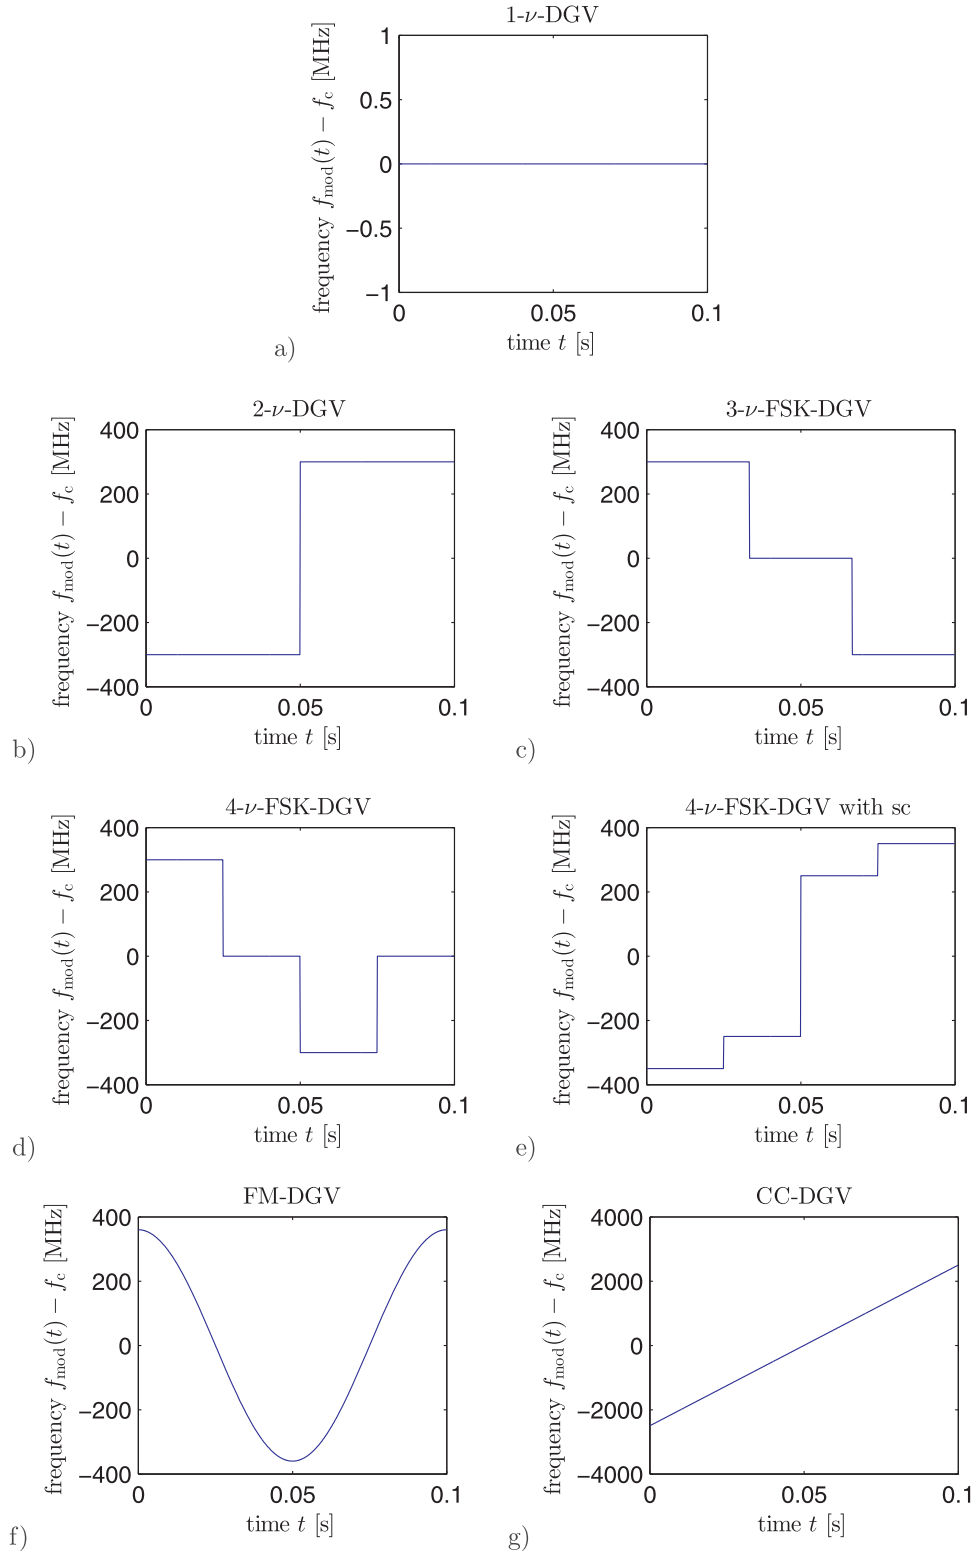 1-ν-DGV
frequency f_mod(t) − f_c [MHz]
1
0.5
0
−0.5
−1
0 0.05 0.1
time t [s]
a)
2-ν-DGV
frequency f_mod(t) − f_c [MHz]
400
200
0
−200
−400
0 0.05 0.1
time t [s]
b)
3-ν-FSK-DGV
frequency f_mod(t) − f_c [MHz]
400
200
0
−200
−400
0 0.05 0.1
time t [s]
c)
4-ν-FSK-DGV
frequency f_mod(t) − f_c [MHz]
400
200
0
−200
−400
0 0.05 0.1
time t [s]
d)
4-ν-FSK-DGV with sc
frequency f_mod(t) − f_c [MHz]
400
200
0
−200
−400
0 0.05 0.1
time t [s]
e)
FM-DGV
frequency f_mod(t) − f_c [MHz]
400
200
0
−200
−400
0 0.05 0.1
time t [s]
f)
CC-DGV
frequency f_mod(t) − f_c [MHz]
4000
2000
0
−2000
−4000
0 0.05 0.1
time t [s]
g)